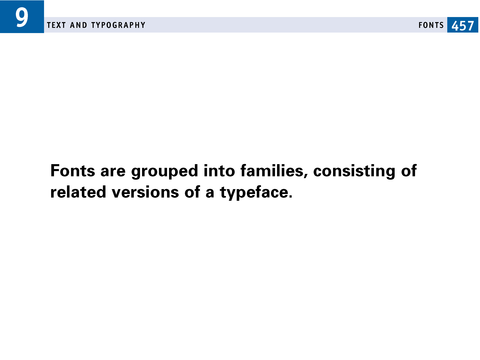 9
TEXT AND TYPOGRAPHY
FONTS 457
Fonts are grouped into families, consisting of
related versions of a typeface.